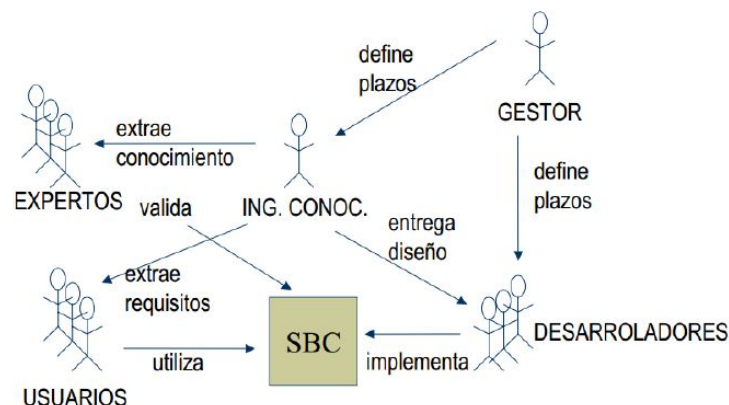 define
plazos
GESTOR
extrae
conocimiento
define
plazos
EXPERTOS
valida
ING. CONOC.
entrega
diseño
extrae
requisitos
SBC
DESARROLADORES
utiliza
implementa
USUARIOS